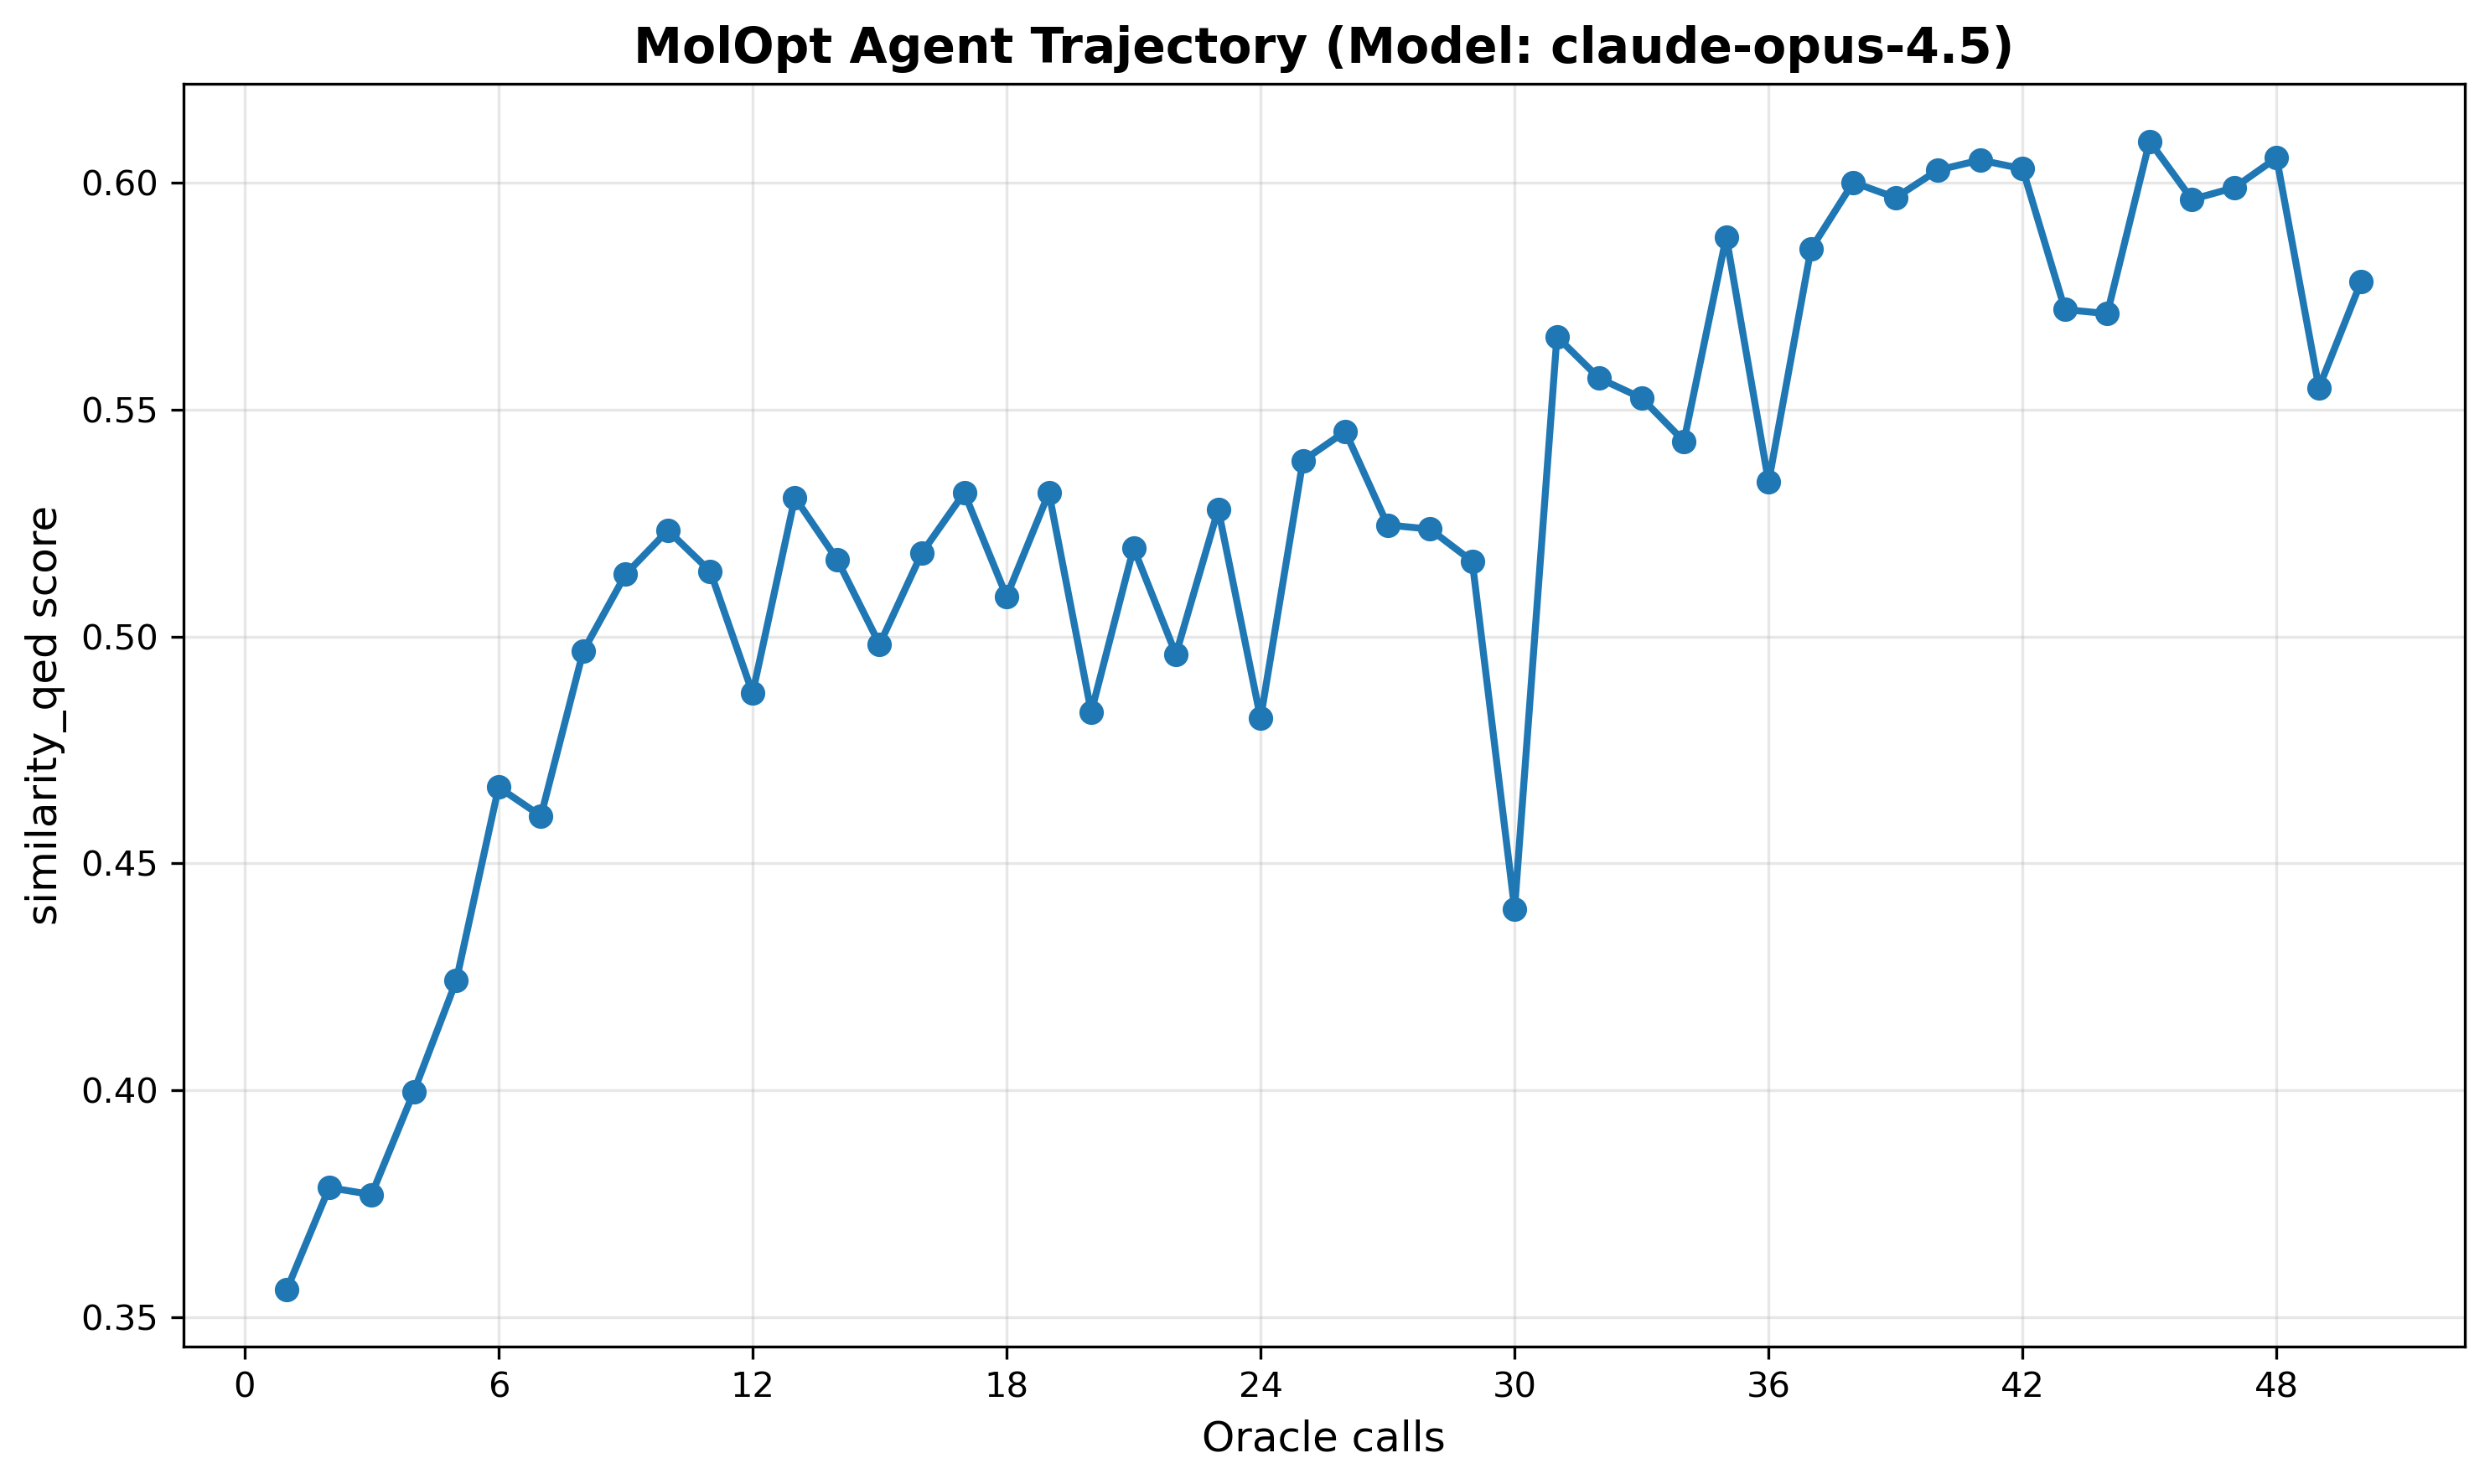 MolOpt Agent Trajectory (Model: claude-opus-4.5)
similarity_qed score
0.60
0.55
0.50
0.45
0.40
0.35
0 6 12 18 24 30 36 42 48
Oracle calls